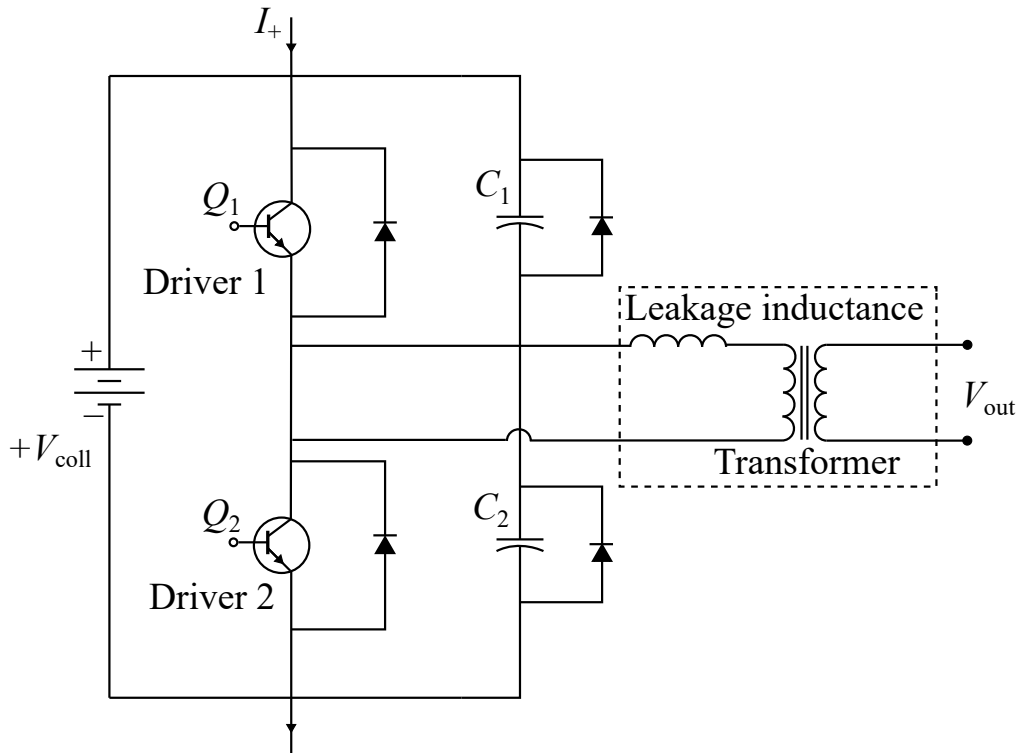 I+
Q1
Driver 1
C1
Leakage inductance
+
−
+Vcoll
Vout
Transformer
Q2
C2
Driver 2